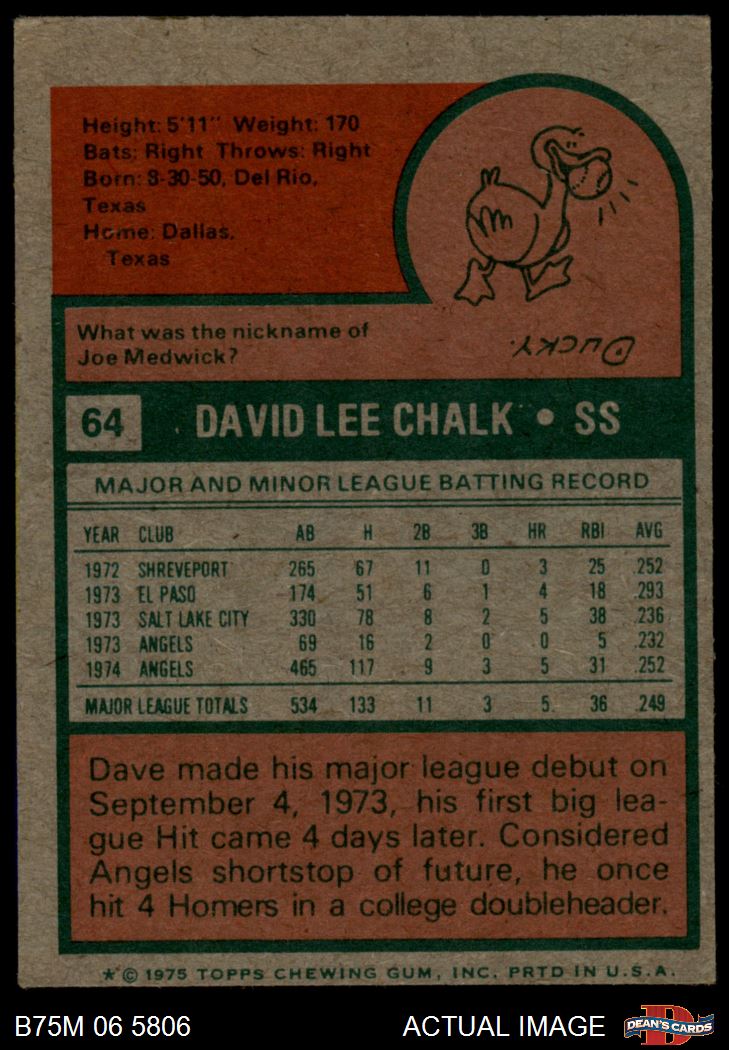 Height: 5'11" Weight: 170
Bats: Right Throws: Right
Born: 8-30-50, Del Rio,
Texas
Home: Dallas,
Texas
What was the nickname of
Joe Medwick?
DUCKY.
64 DAVID LEE CHALK • SS
MAJOR AND MINOR LEAGUE BATTING RECORD
YEAR CLUB AB H 2B 3B HR RBI AVG
1972 SHREVEPORT 265 67 11 0 3 25 .252
1973 EL PASO 174 51 6 1 4 18 .293
1973 SALT LAKE CITY 330 78 8 2 5 38 .236
1973 ANGELS 69 16 2 0 0 5 .232
1974 ANGELS 465 117 9 3 5 31 .252
MAJOR LEAGUE TOTALS 534 133 11 3 5 36 .249
Dave made his major league debut on
September 4, 1973, his first big lea-
gue Hit came 4 days later. Considered
Angels shortstop of future, he once
hit 4 Homers in a college doubleheader.
*© 1975 TOPPS CHEWING GUM, INC. PRTD IN U.S.A.
B75M 06 5806 ACTUAL IMAGE DEAN'S CARDS